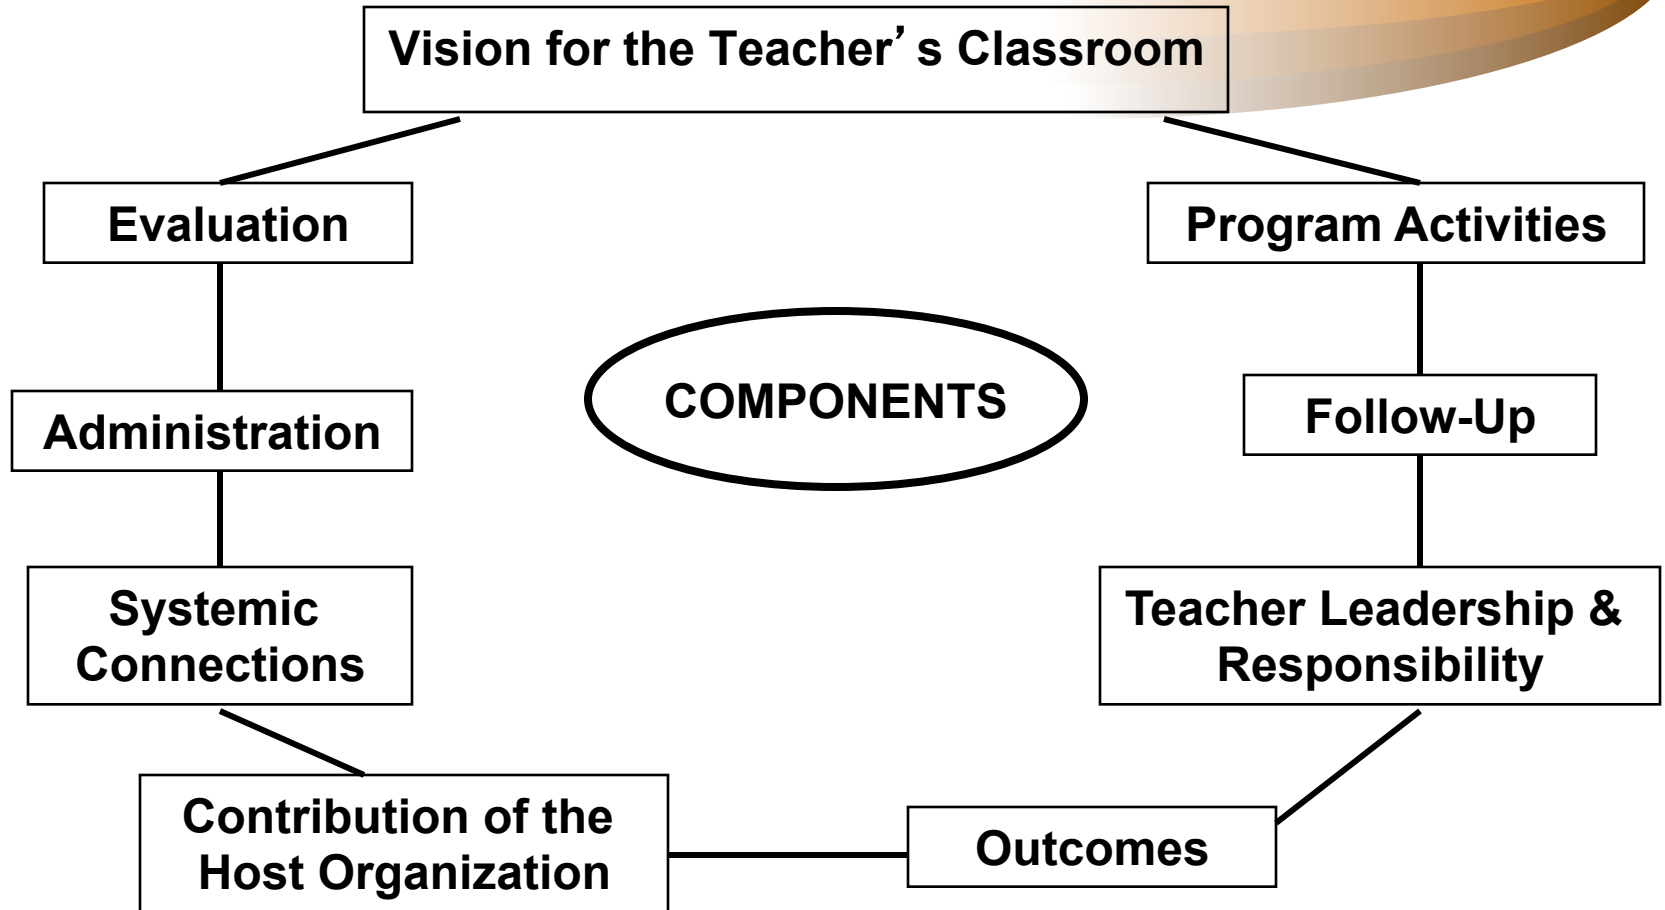 Vision for the Teacher’s Classroom
Evaluation
Program Activities
COMPONENTS
Administration
Follow-Up
Systemic
Connections
Teacher Leadership &
Responsibility
Contribution of the
Host Organization
Outcomes